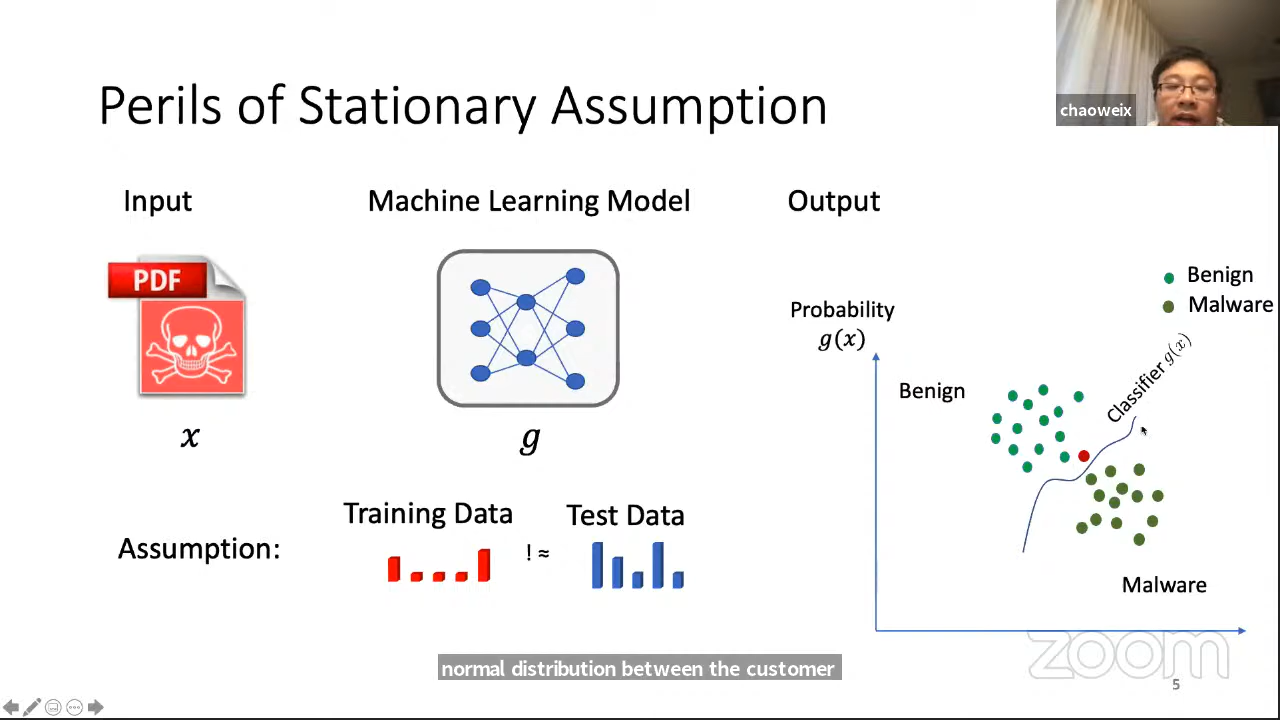 chaoweix
Perils of Stationary Assumption
Input
Machine Learning Model
Output
PDF
x
g
Probability
g(x)
Benign
Malware
Benign
Classifier g(x)
Malware
Assumption:
Training Data
! ≈
Test Data
normal distribution between the customer
zoom
5